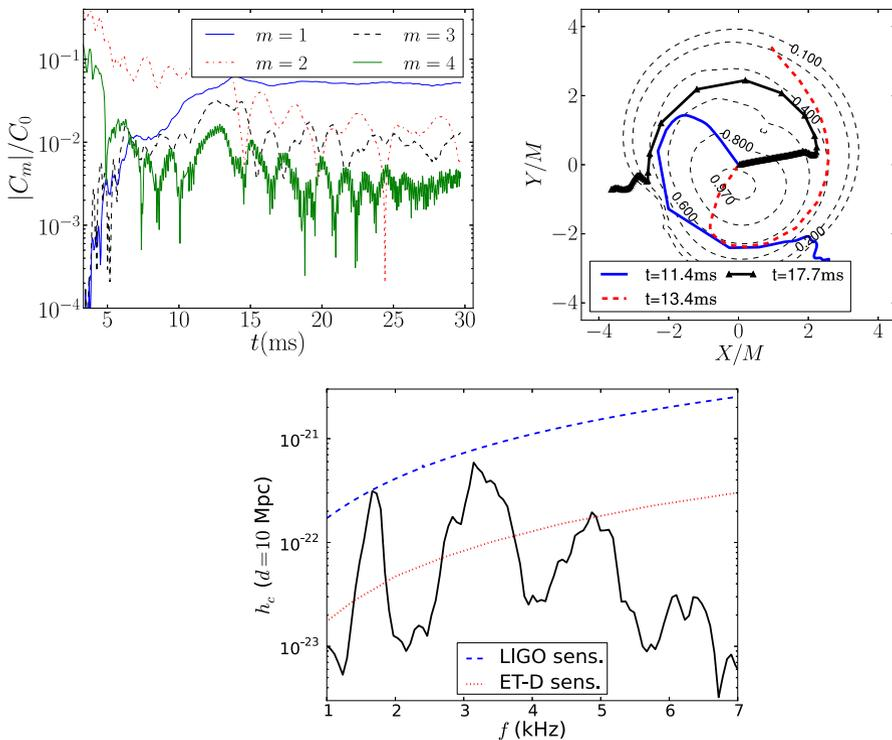 |C_m|/C_0
10^{-1}
10^{-2}
10^{-3}
10^{-4}
m = 1
m = 3
m = 2
m = 4
5 10 15 20 25 30
t(ms)
Y/M
4
2
0
−2
−4
0.100
0.400
0.800
0.970
0.600
0.200
t=11.4ms
t=17.7ms
t=13.4ms
−4 −2 0 2 4
X/M
h_c (d=10 Mpc)
10^{-21}
10^{-22}
10^{-23}
LIGO sens.
ET-D sens.
1 2 3 4 5 6 7
f (kHz)